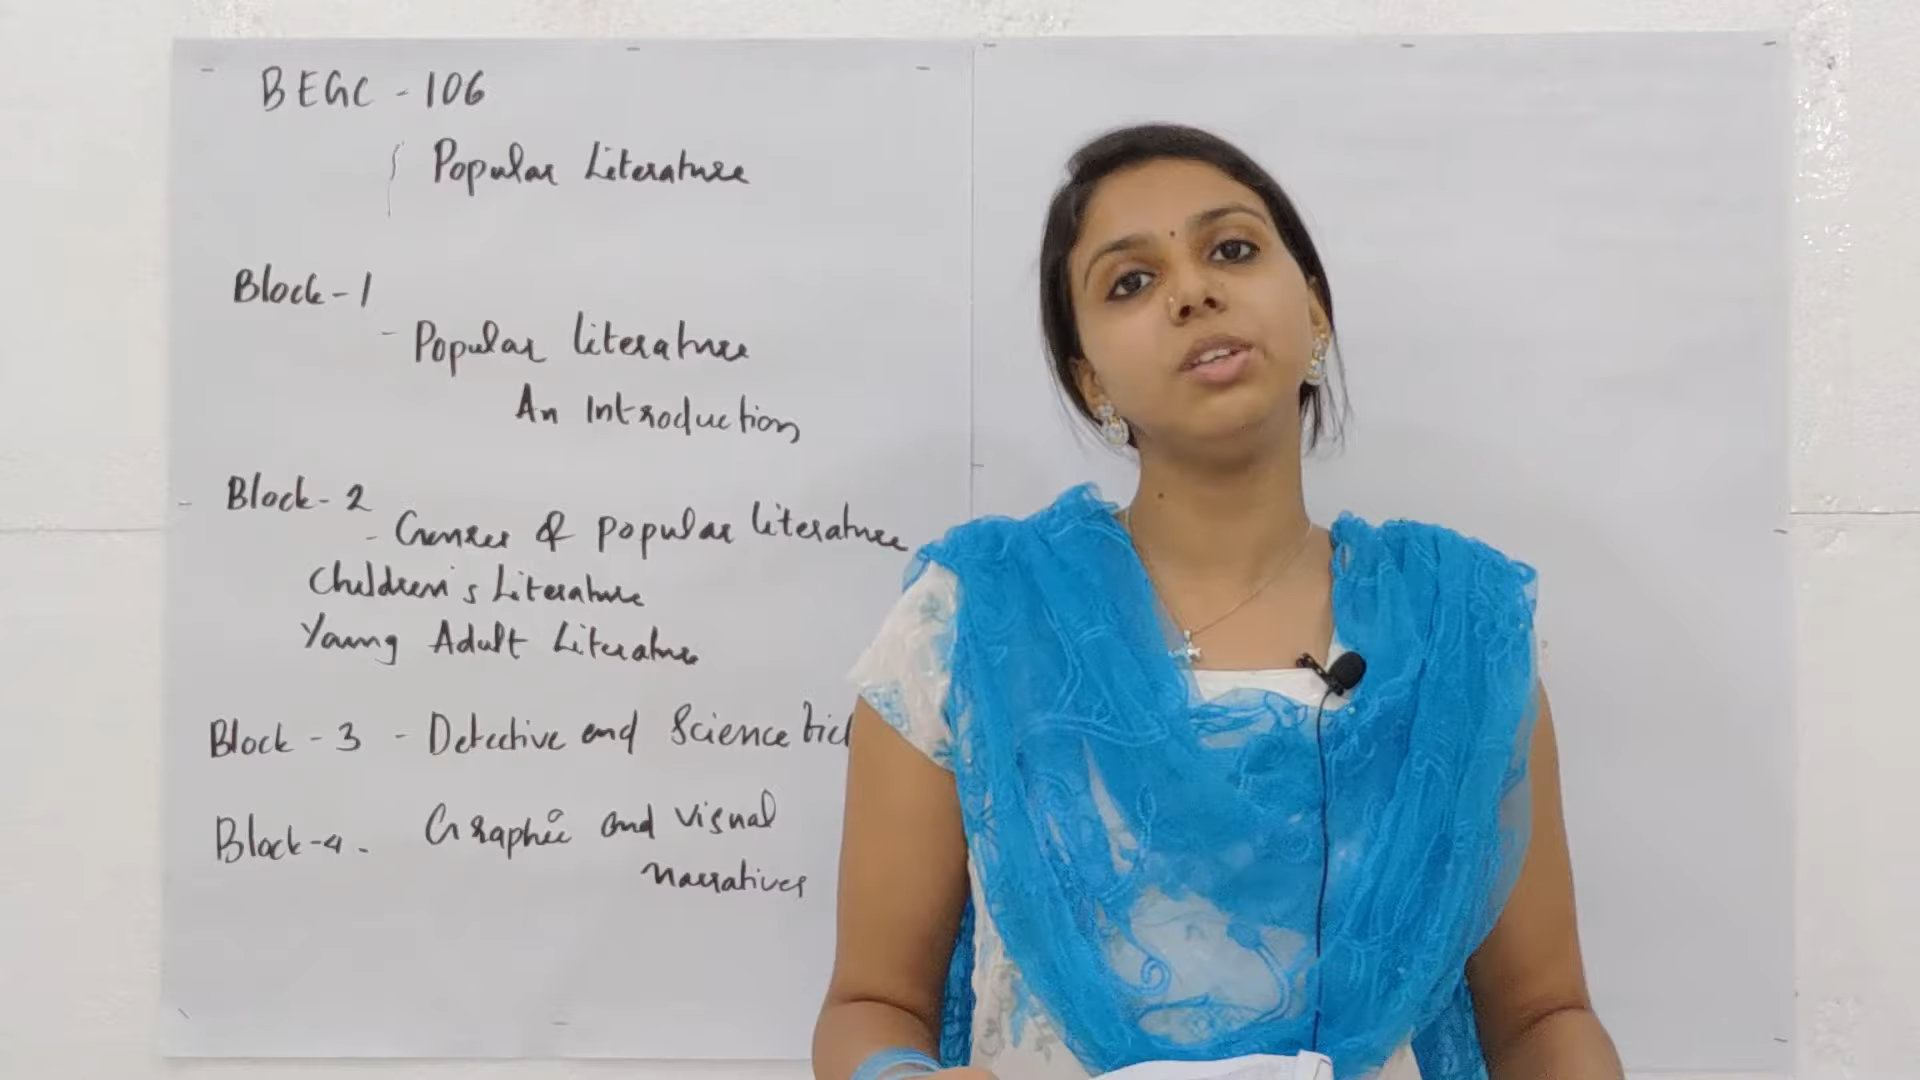 BEGC - 106
Popular Literature
Block - 1
- Popular literature
An Introduction
Block - 2
- Genres of popular literature
Children's Literature
Young Adult Literature
Block - 3 - Detective and Science Fict
Block - 4 - Graphic and Visual
Narratives